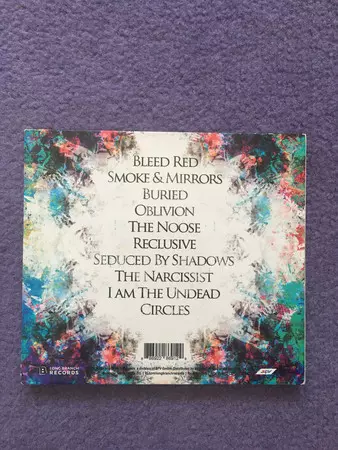 BLEED RED
SMOKE & MIRRORS
BURIED
OBLIVION
THE NOOSE
RECLUSIVE
SEDUCED BY SHADOWS
THE NARCISSIST
I AM THE UNDEAD
CIRCLES
LONG BRANCH
RECORDS